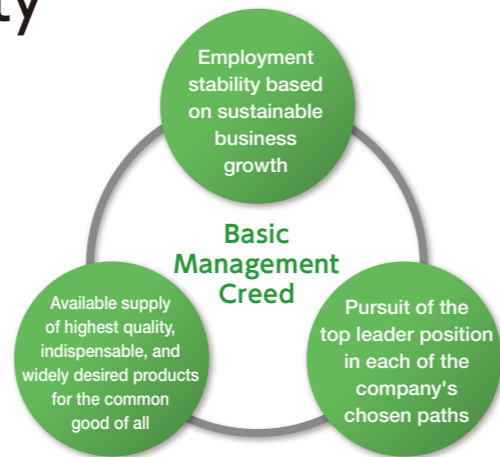 Employment
stability based
on sustainable
business
growth
Basic
Management
Creed
Available supply
of highest quality,
indispensable, and
widely desired products
for the common
good of all
Pursuit of the
top leader position
in each of the
company's
chosen paths